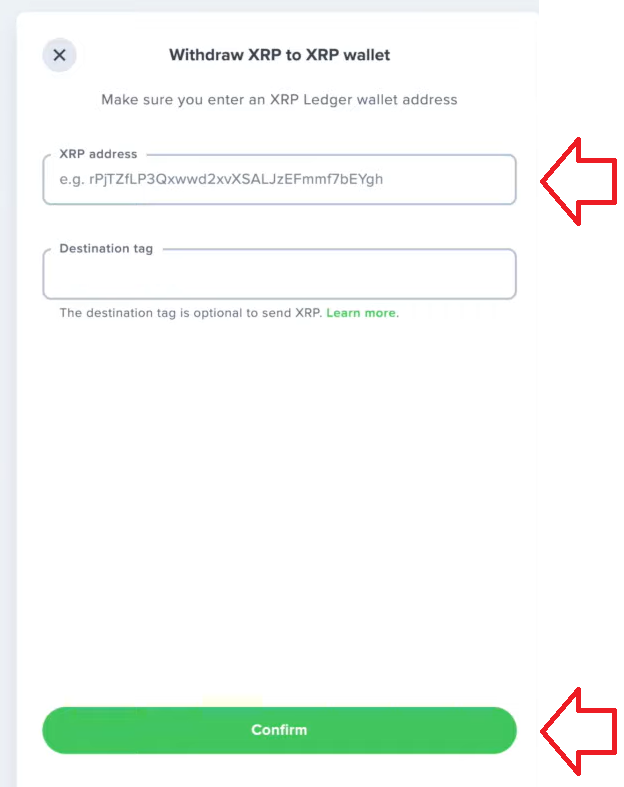 Withdraw XRP to XRP wallet
Make sure you enter an XRP Ledger wallet address
XRP address
e.g. rPjTZfLP3Qxwwd2xvXSALJzEFmmf7bEYgh
Destination tag
The destination tag is optional to send XRP. Learn more.
Confirm